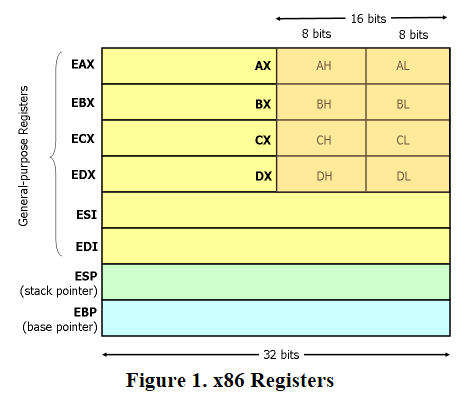 16 bits
8 bits 8 bits
EAX AX AH AL
EBX BX BH BL
ECX CX CH CL
EDX DX DH DL
ESI
EDI
ESP
(stack pointer)
EBP
(base pointer)
General-purpose Registers
32 bits
Figure 1. x86 Registers